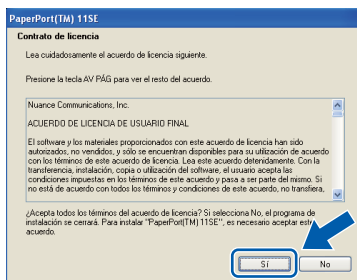 PaperPort(TM) 11SE
Contrato de licencia
Lea cuidadosamente el acuerdo de licencia siguiente.
Presione la tecla AV PÁG para ver el resto del acuerdo.
Nuance Communications, Inc.
ACUERDO DE LICENCIA DE USUARIO FINAL
El software y los materiales proporcionados con este acuerdo de licencia han sido
autorizados, no vendidos, y sólo se encuentran disponibles para su utilización de acuerdo
con los términos de este acuerdo de licencia. Lea este acuerdo detenidamente. Con la
transferencia, instalación, copia o utilización del software, el usuario acepta las
condiciones impuestas en los términos de este acuerdo y pasa a ser parte del mismo. Si
no está de acuerdo con todos los términos y condiciones de este acuerdo, no transfiera,
¿Acepta todos los términos del acuerdo de licencia? Si selecciona No, el programa de
instalación se cerrará. Para instalar "PaperPort(TM) 11SE", es necesario aceptar este
acuerdo.
Sí
No